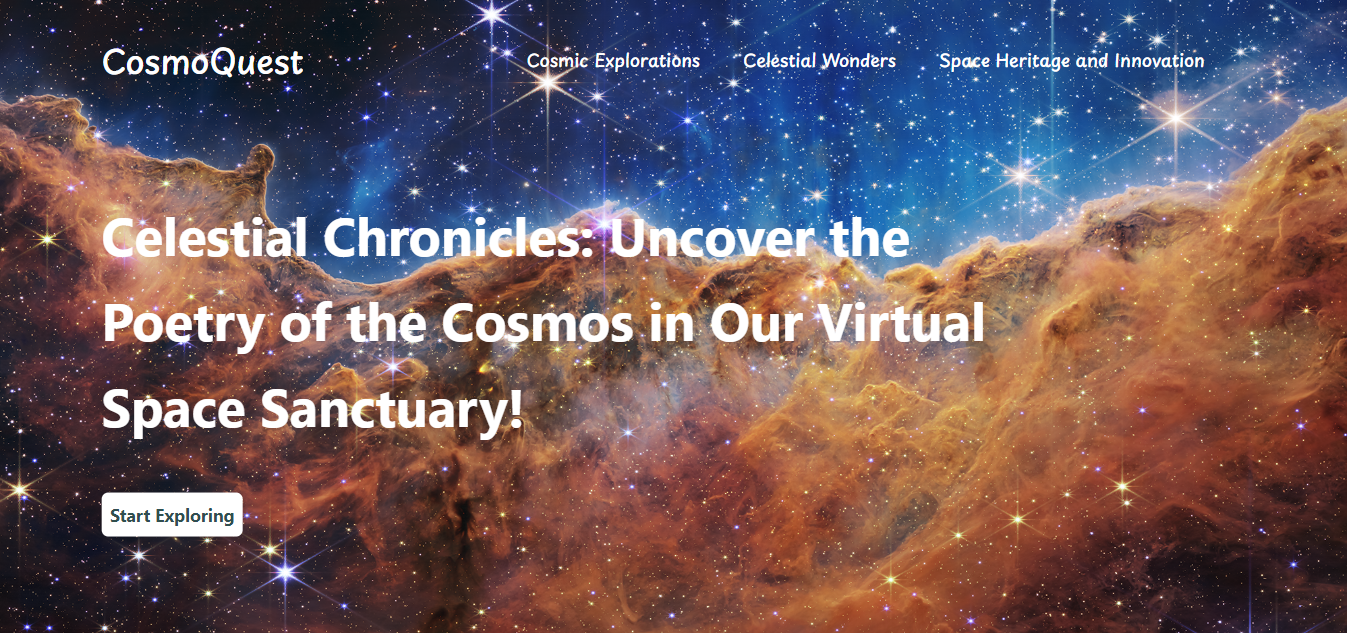 CosmoQuest
Cosmic Explorations
Celestial Wonders
Space Heritage and Innovation
Celestial Chronicles: Uncover the
Poetry of the Cosmos in Our Virtual
Space Sanctuary!
Start Exploring